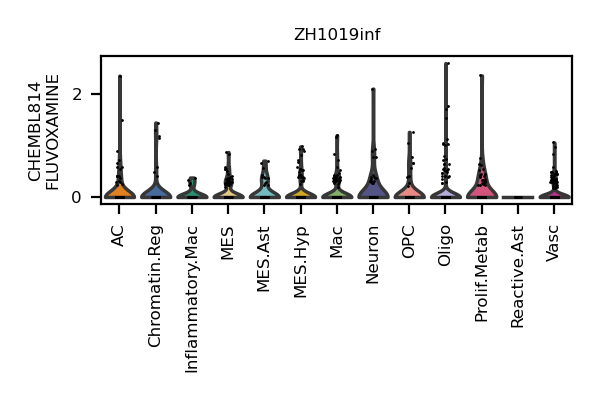 ZH1019inf
CHEMBL814
FLUVOXAMINE
2
0
AC
Chromatin.Reg
Inflammatory.Mac
MES
MES.Ast
MES.Hyp
Mac
Neuron
OPC
Oligo
Prolif.Metab
Reactive.Ast
Vasc